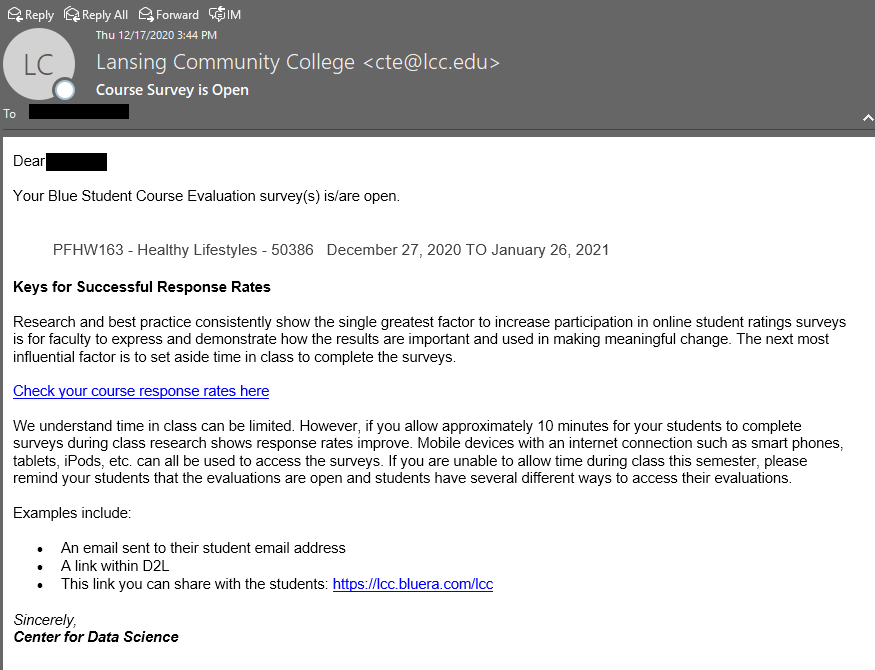 Reply Reply All Forward IM
Thu 12/17/2020 3:44 PM
LC
Lansing Community College <cte@lcc.edu>
Course Survey is Open
To
Dear
Your Blue Student Course Evaluation survey(s) is/are open.
PFHW163 - Healthy Lifestyles - 50386 December 27, 2020 TO January 26, 2021
Keys for Successful Response Rates
Research and best practice consistently show the single greatest factor to increase participation in online student ratings surveys
is for faculty to express and demonstrate how the results are important and used in making meaningful change. The next most
influential factor is to set aside time in class to complete the surveys.
Check your course response rates here
We understand time in class can be limited. However, if you allow approximately 10 minutes for your students to complete
surveys during class research shows response rates improve. Mobile devices with an internet connection such as smart phones,
tablets, iPods, etc. can all be used to access the surveys. If you are unable to allow time during class this semester, please
remind your students that the evaluations are open and students have several different ways to access their evaluations.
Examples include:
• An email sent to their student email address
• A link within D2L
• This link you can share with the students: https://lcc.bluera.com/lcc
Sincerely,
Center for Data Science